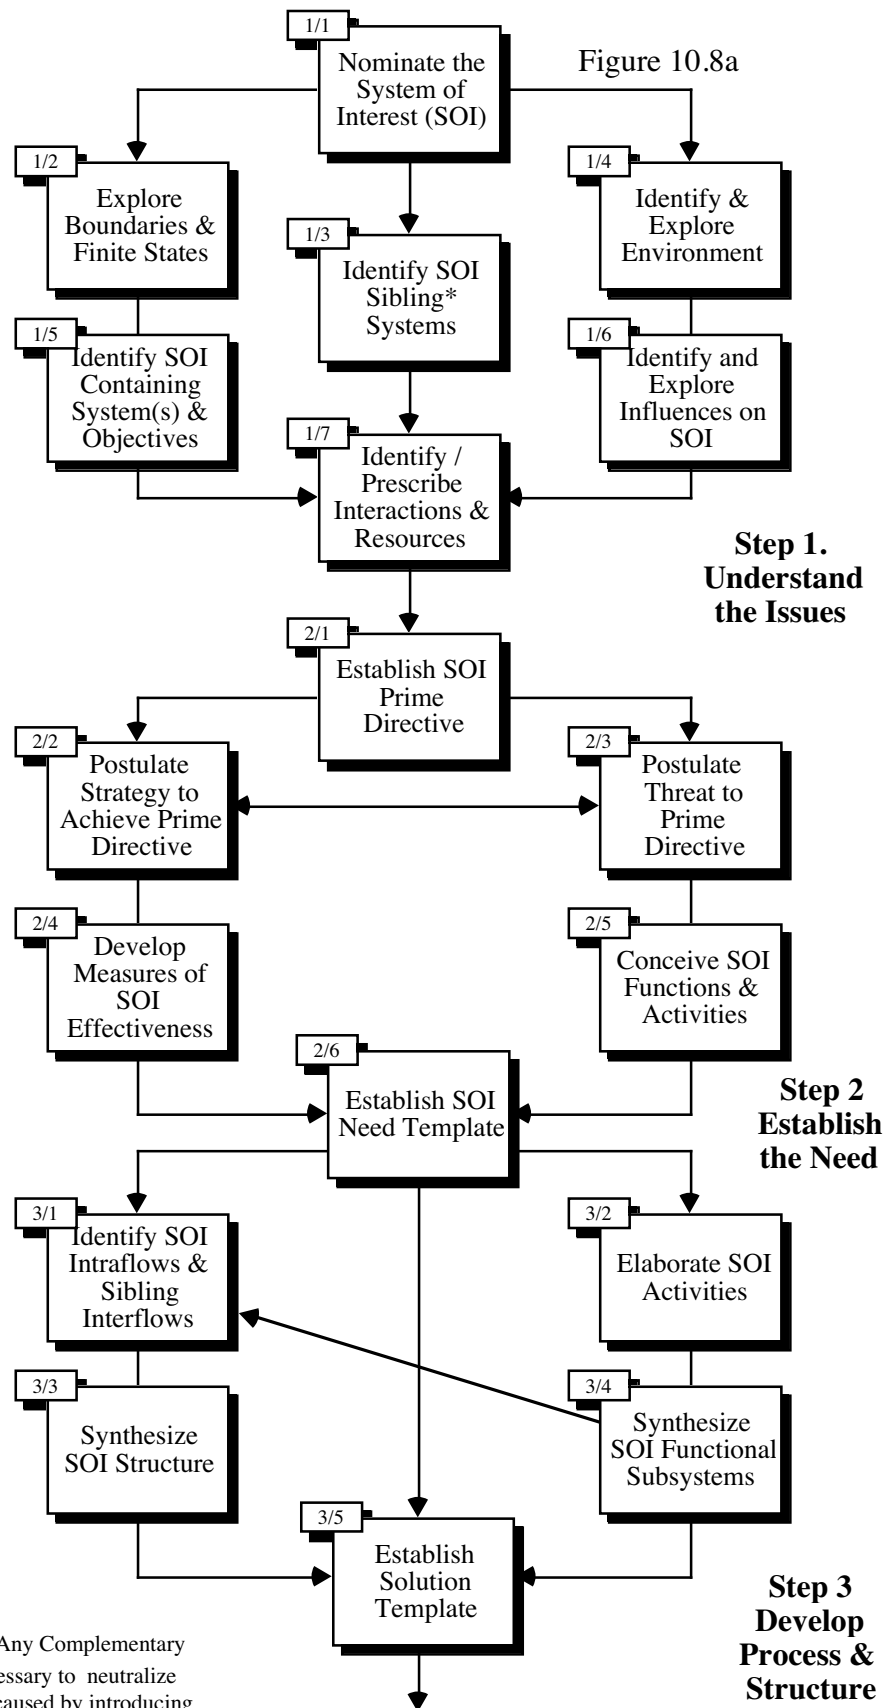 1/1
Nominate the
System of
Interest (SOI)
Figure 10.8a
1/2
Explore
Boundaries &
Finite States
1/3
Identify SOI
Sibling*
Systems
1/4
Identify &
Explore
Environment
1/5
Identify SOI
Containing
System(s) &
Objectives
1/6
Identify and
Explore
Influences on
SOI
1/7
Identify /
Prescribe
Interactions &
Resources
Step 1.
Understand
the Issues
2/1
Establish SOI
Prime
Directive
2/2
Postulate
Strategy to
Achieve Prime
Directive
2/3
Postulate
Threat to
Prime
Directive
2/4
Develop
Measures of
SOI
Effectiveness
2/5
Conceive SOI
Functions &
Activities
2/6
Establish SOI
Need Template
Step 2
Establish
the Need
3/1
Identify SOI
Intraflows &
Sibling
Interflows
3/2
Elaborate SOI
Activities
3/3
Synthesize
SOI Structure
3/4
Synthesize
SOI Functional
Subsystems
3/5
Establish
Solution
Template
Step 3
Develop
Process &
Structure
Any Complementary
essary to neutralize
caused by introducing